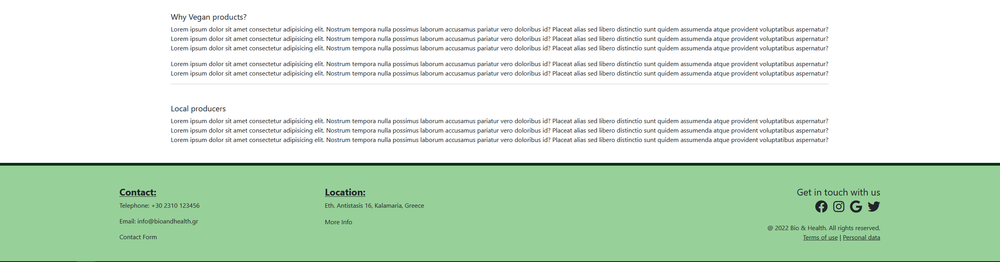 Why Vegan products?
Lorem ipsum dolor sit amet consectetur adipisicing elit. Nostrum tempora nulla possimus laborum accusamus pariatur vero doloribus id? Placeat alias sed libero distinctio sunt quidem assumenda atque provident voluptatibus aspernatur?
Lorem ipsum dolor sit amet consectetur adipisicing elit. Nostrum tempora nulla possimus laborum accusamus pariatur vero doloribus id? Placeat alias sed libero distinctio sunt quidem assumenda atque provident voluptatibus aspernatur?
Lorem ipsum dolor sit amet consectetur adipisicing elit. Nostrum tempora nulla possimus laborum accusamus pariatur vero doloribus id? Placeat alias sed libero distinctio sunt quidem assumenda atque provident voluptatibus aspernatur?
Lorem ipsum dolor sit amet consectetur adipisicing elit. Nostrum tempora nulla possimus laborum accusamus pariatur vero doloribus id? Placeat alias sed libero distinctio sunt quidem assumenda atque provident voluptatibus aspernatur?
Lorem ipsum dolor sit amet consectetur adipisicing elit. Nostrum tempora nulla possimus laborum accusamus pariatur vero doloribus id? Placeat alias sed libero distinctio sunt quidem assumenda atque provident voluptatibus aspernatur?
Local producers
Lorem ipsum dolor sit amet consectetur adipisicing elit. Nostrum tempora nulla possimus laborum accusamus pariatur vero doloribus id? Placeat alias sed libero distinctio sunt quidem assumenda atque provident voluptatibus aspernatur?
Lorem ipsum dolor sit amet consectetur adipisicing elit. Nostrum tempora nulla possimus laborum accusamus pariatur vero doloribus id? Placeat alias sed libero distinctio sunt quidem assumenda atque provident voluptatibus aspernatur?
Lorem ipsum dolor sit amet consectetur adipisicing elit. Nostrum tempora nulla possimus laborum accusamus pariatur vero doloribus id? Placeat alias sed libero distinctio sunt quidem assumenda atque provident voluptatibus aspernatur?
Contact:
Telephone: +30 2310 123456
Email: info@bioandhealth.gr
Contact Form
Location:
Eth. Antistasis 16, Kalamaria, Greece
More Info
Get in touch with us
@ 2022 Bio & Health. All rights reserved.
Terms of use | Personal data